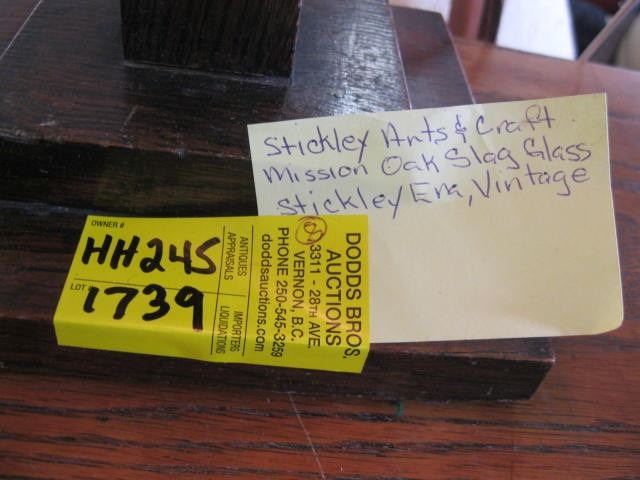 Stickley Arts & Craft
Mission Oak Slag Glass
Stickley Era, Vintage
OWNER #
HH245
LOT #
1739
ANTIQUES
APPRAISALS
IMPORTERS
LIQUIDATIONS
DODDS BROS.
AUCTIONS
3311 - 28TH AVE.
VERNON, B.C.
PHONE 250-545-3259
doddsauctions.com